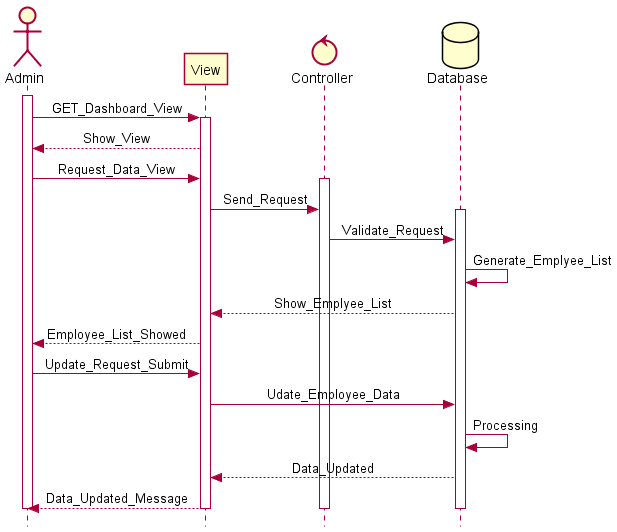 Admin
View
Controller
Database
GET_Dashboard_View
Show_View
Request_Data_View
Send_Request
Validate_Request
Generate_Emplyee_List
Show_Emplyee_List
Employee_List_Showed
Update_Request_Submit
Udate_Employee_Data
Processing
Data_Updated
Data_Updated_Message